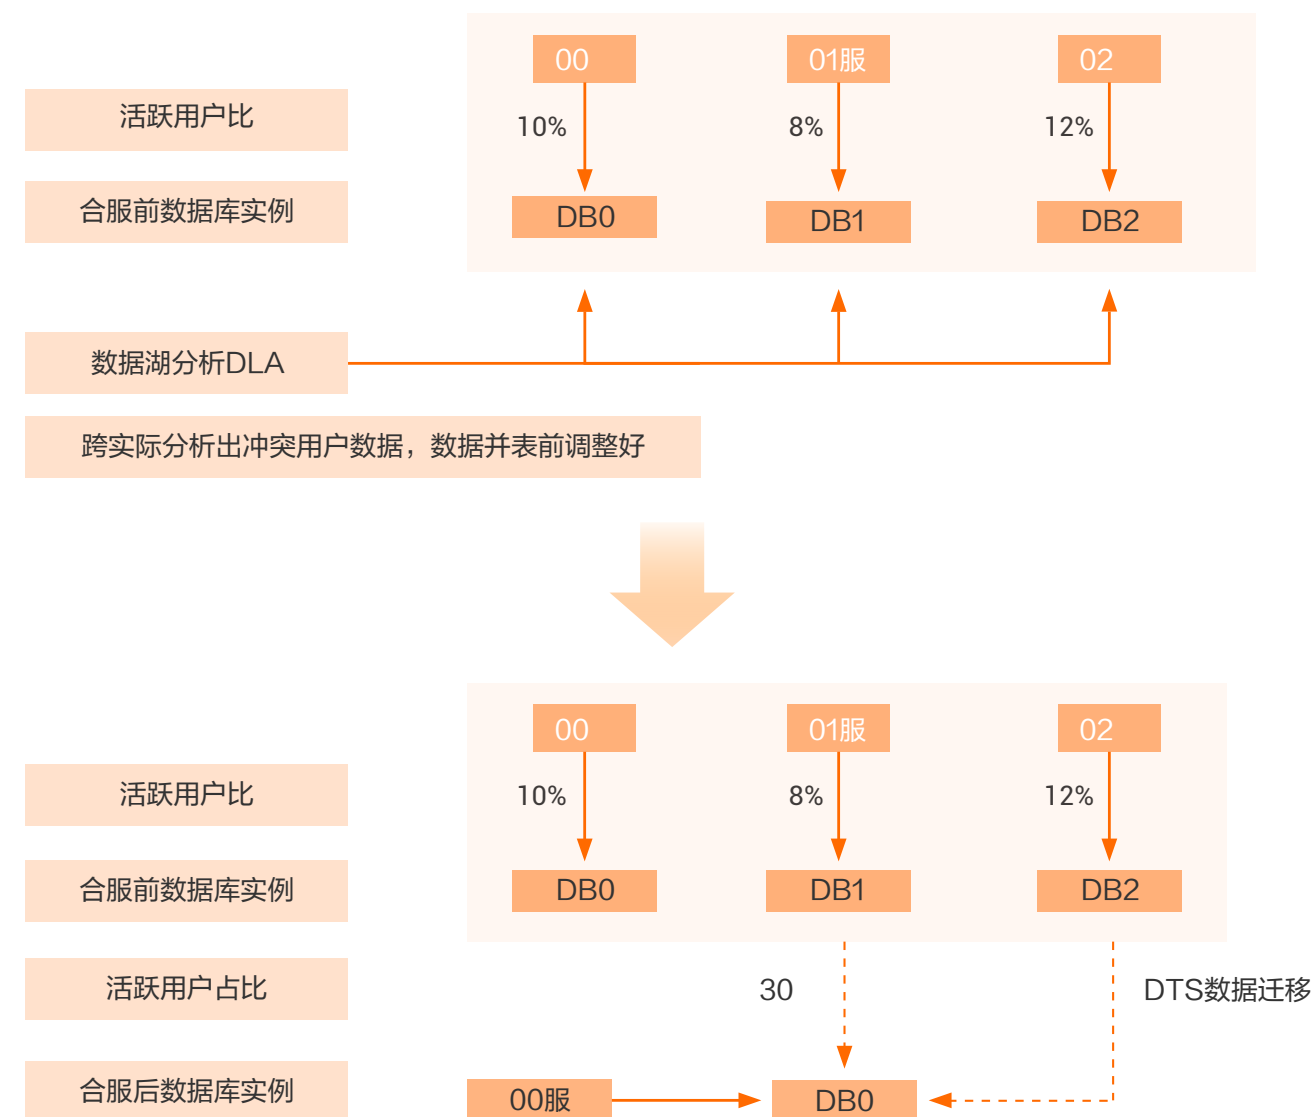 00
01服
02
活跃用户比
10%
8%
12%
合服前数据库实例
DB0
DB1
DB2
数据湖分析DLA
跨实际分析出冲突用户数据，数据并表前调整好
00
01服
02
活跃用户比
10%
8%
12%
合服前数据库实例
DB0
DB1
DB2
活跃用户占比
30
DTS数据迁移
合服后数据库实例
00服
DB0